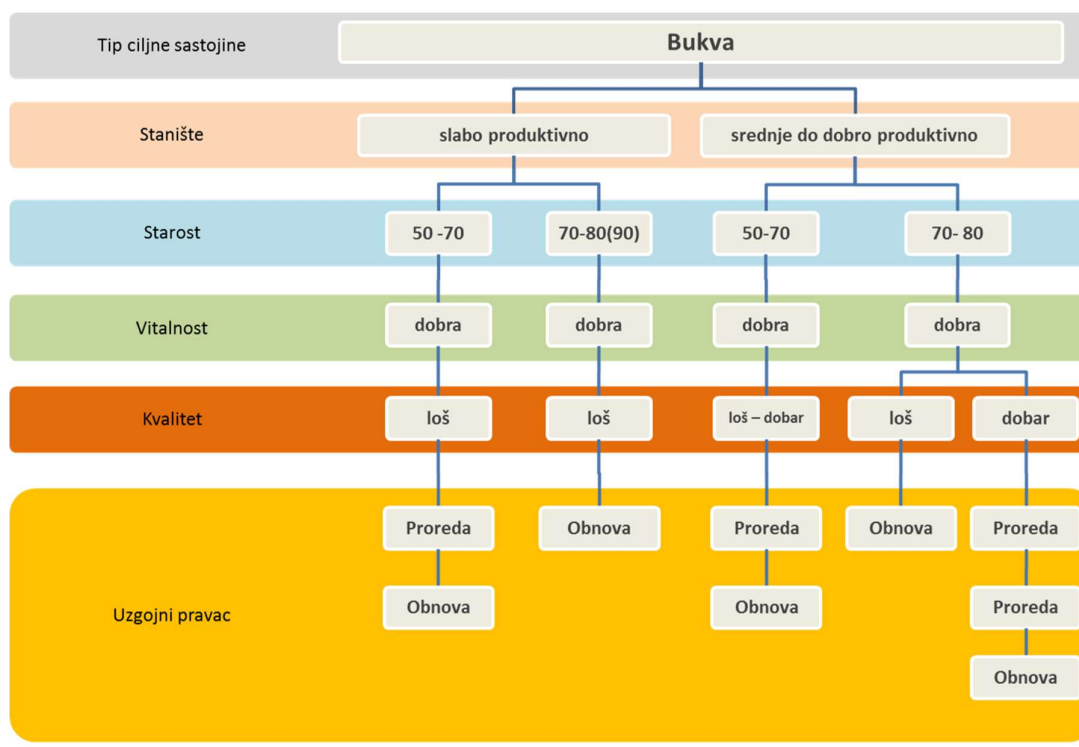 Tip ciljne sastojine
Bukva
Stanište
slabo produktivno
srednje do dobro produktivno
Starost
50 -70
70-80(90)
50-70
70- 80
Vitalnost
dobra
dobra
dobra
dobra
Kvalitet
loš
loš
loš – dobar
loš
dobar
Uzgojni pravac
Proreda
Obnova
Proreda
Obnova
Proreda
Obnova
Obnova
Proreda
Obnova